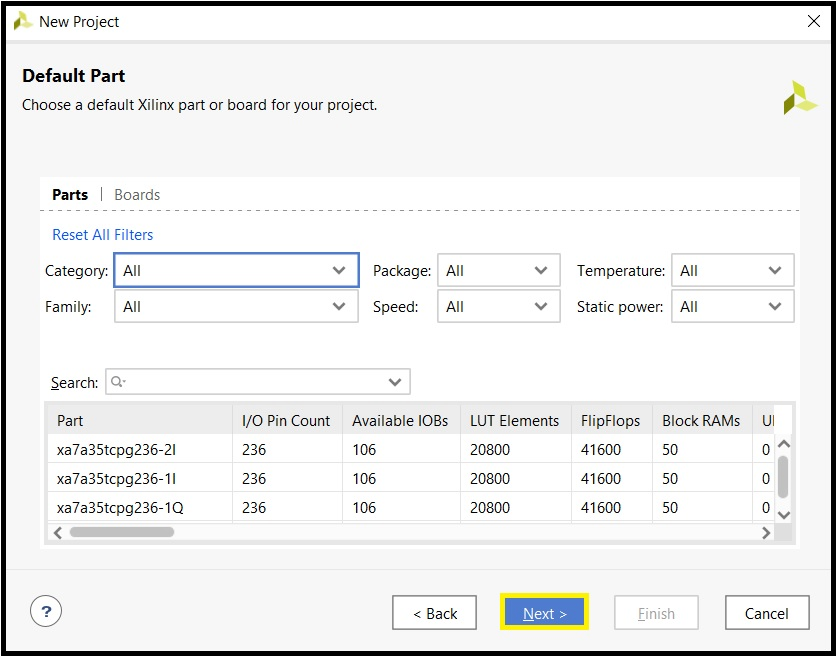 New Project
Default Part
Choose a default Xilinx part or board for your project.
Parts | Boards
Reset All Filters
Category: All Package: All Temperature: All
Family: All Speed: All Static power: All
Search:
Part I/O Pin Count Available IOBs LUT Elements FlipFlops Block RAMs
xa7a35tcpg236-2I 236 106 20800 41600 50 0
xa7a35tcpg236-1I 236 106 20800 41600 50 0
xa7a35tcpg236-1Q 236 106 20800 41600 50 0
? < Back Next > Finish Cancel